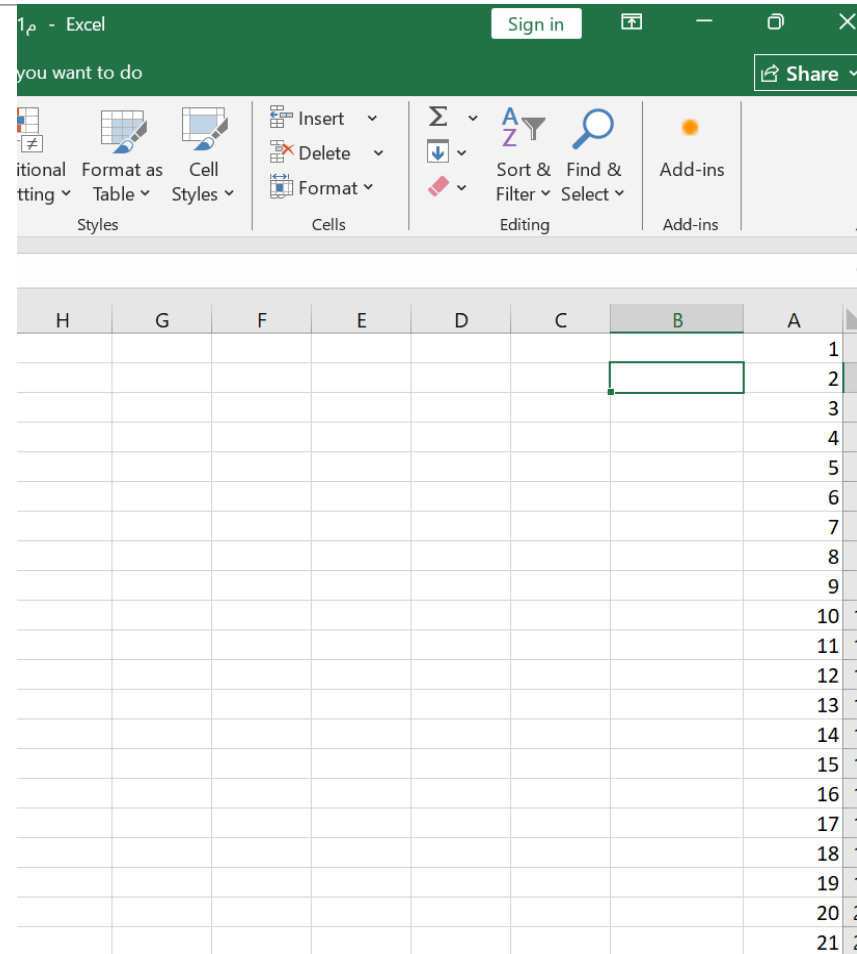 م1 - Excel
Sign in
you want to do
Share
Insert
Delete
Format
itional Format as Cell
tting Table Styles
Sort & Find &
Filter Select
Add-ins
Styles
Cells
Editing
Add-ins
H G F E D C B A
1
2
3
4
5
6
7
8
9
10
11
12
13
14
15
16
17
18
19
20
21